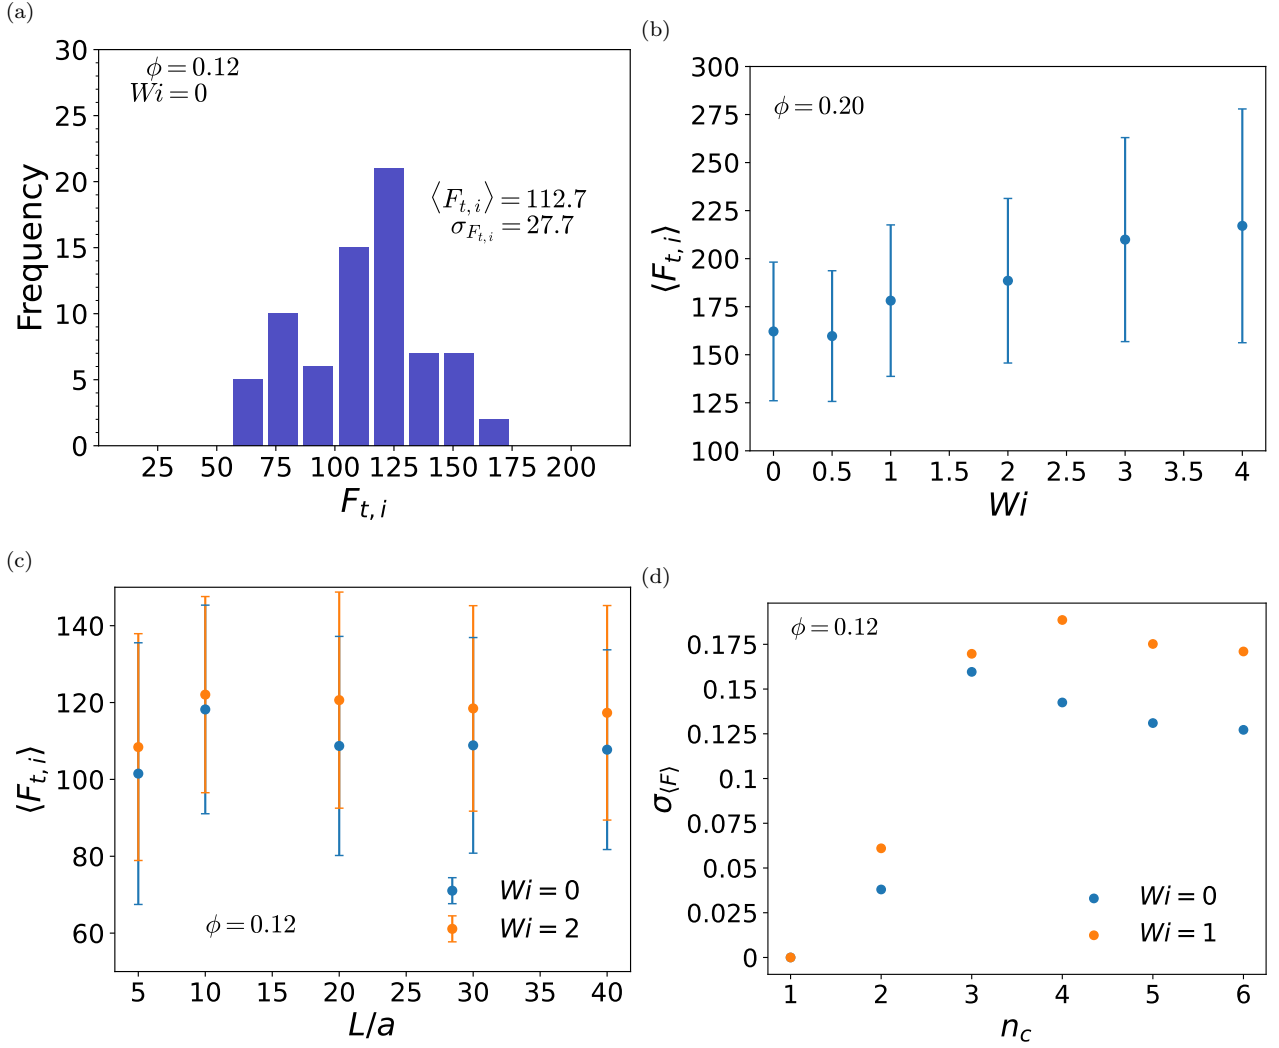 (a)
30
25
20
15
10
5
0
Frequency
ϕ = 0.12
Wi = 0
⟨F_{t,i}⟩ = 112.7
σ_{F_{t,i}} = 27.7
25 50 75 100 125 150 175 200
F_{t,i}
(b)
300
275
250
225
200
175
150
125
100
⟨F_{t,i}⟩
ϕ = 0.20
0 0.5 1 1.5 2 2.5 3 3.5 4
Wi
(c)
140
120
100
80
60
⟨F_{t,i}⟩
Wi = 0
Wi = 2
ϕ = 0.12
5 10 15 20 25 30 35 40
L/a
(d)
0.175
0.15
0.125
0.1
0.075
0.05
0.025
0
σ_{⟨F⟩}
ϕ = 0.12
Wi = 0
Wi = 1
1 2 3 4 5 6
n_c